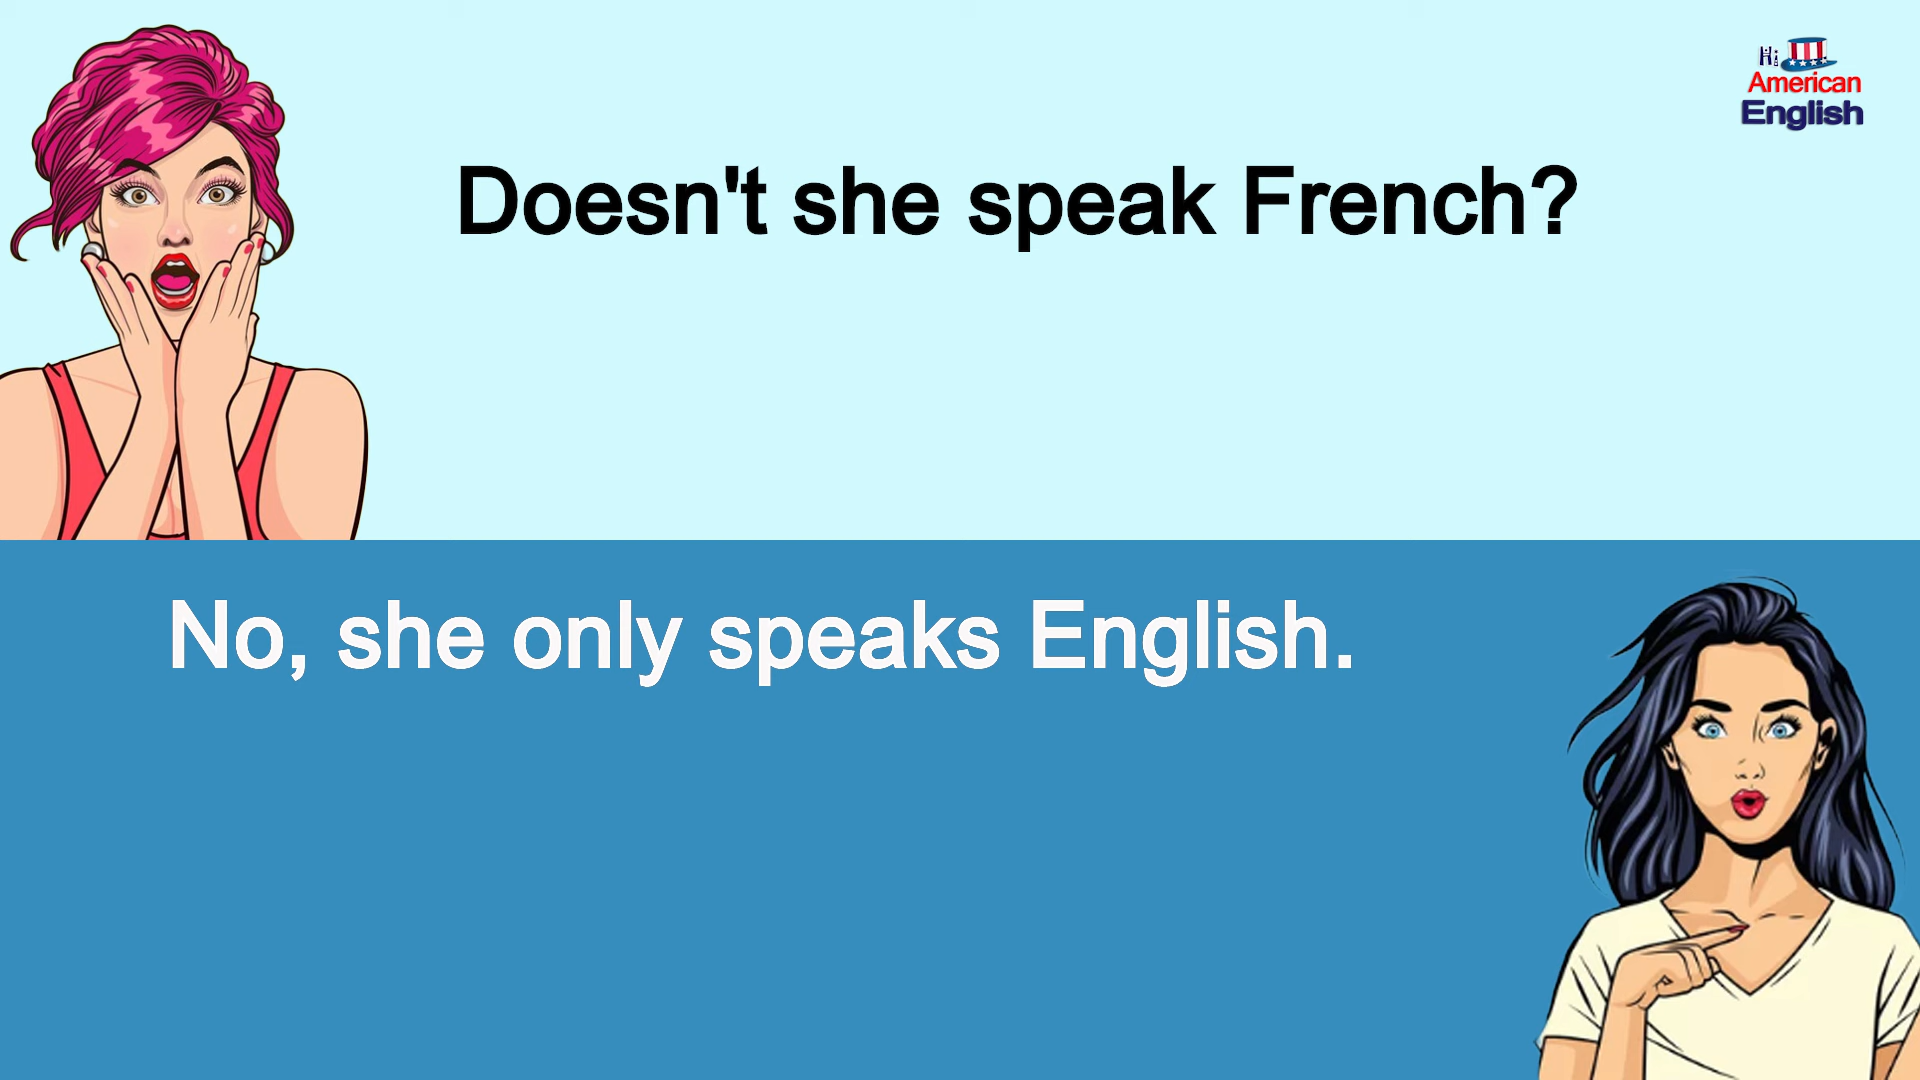 Hi
American
English
Doesn't she speak French?
No, she only speaks English.